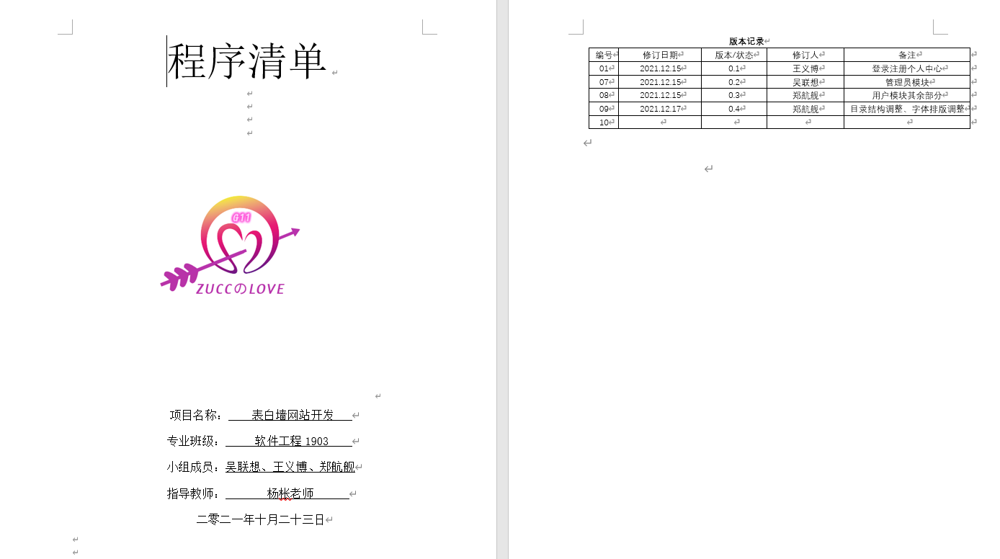 程序清单
G11
ZUCCのLOVE
项目名称：表白墙网站开发
专业班级：软件工程 1903
小组成员：吴联想、王义博、郑航舰
指导教师：杨枨老师
二零二一年十月二十三日
版本记录
编号 修订日期 版本/状态 修订人 备注
01 2021.12.15 0.1 王义博 登录注册个人中心
07 2021.12.15 0.2 吴联想 管理员模块
08 2021.12.15 0.3 郑航舰 用户模块其余部分
09 2021.12.17 0.4 郑航舰 目录结构调整、字体排版调整
10